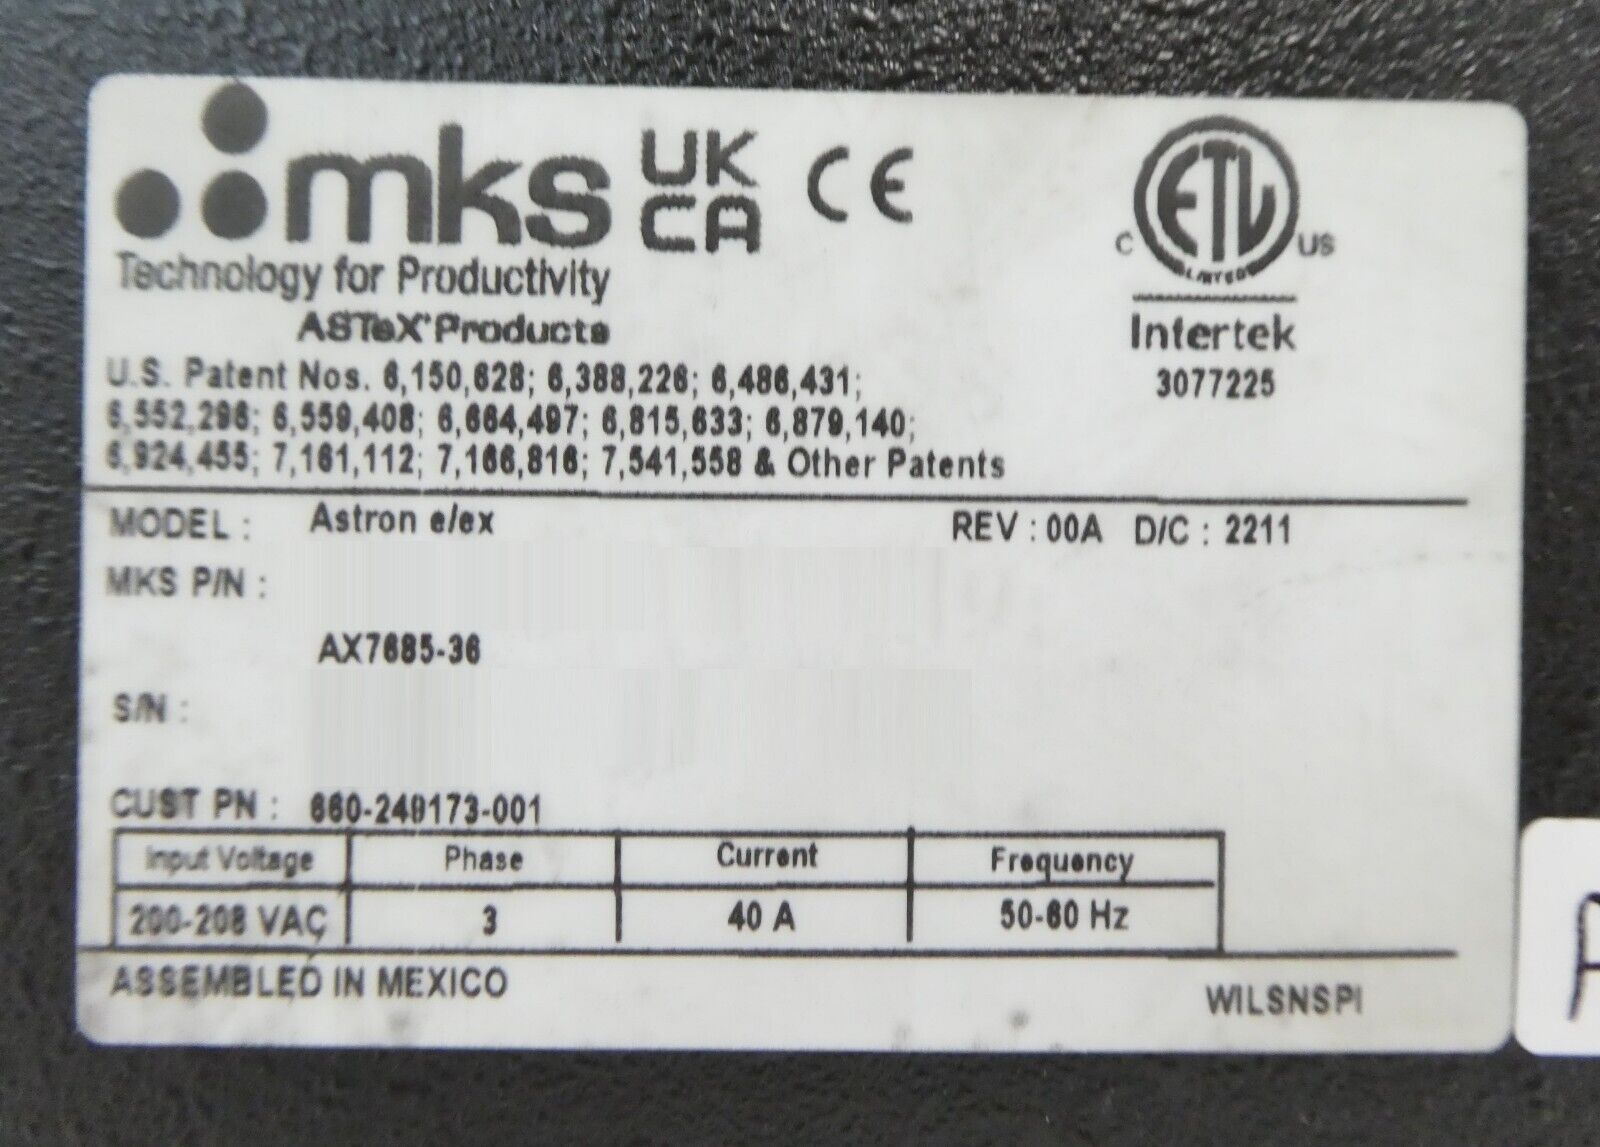 mks
UK
CA
CE
Technology for Productivity
ASTeX® Products
C ETL US
LISTED
Intertek
3077225
U.S. Patent Nos. 6,150,628; 6,388,226; 6,486,431;
6,552,296; 6,559,408; 6,664,497; 6,815,633; 6,879,140;
6,924,455; 7,161,112; 7,166,816; 7,541,558 & Other Patents
MODEL : Astron e/ex REV : 00A D/C : 2211
MKS P/N :
AX7685-36
S/N :
CUST PN : 660-249173-001
Input Voltage Phase Current Frequency
200-208 VAC 3 40 A 50-60 Hz
ASSEMBLED IN MEXICO
WILSNSPI